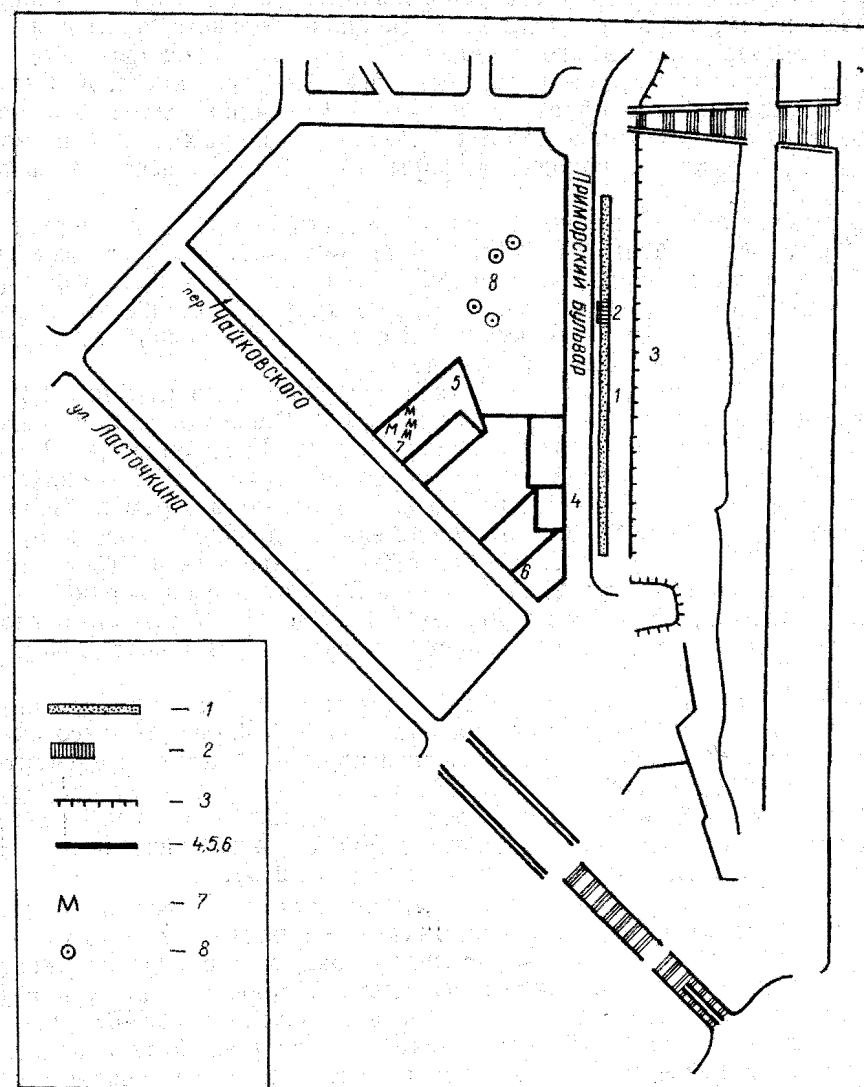 Приморский бульвар
8
2
пер. Чайковского
3
5
1
М
М М
М
7
ул. Ласточкина
4
6
— 1
— 2
— 3
— 4,5,6
М — 7
— 8